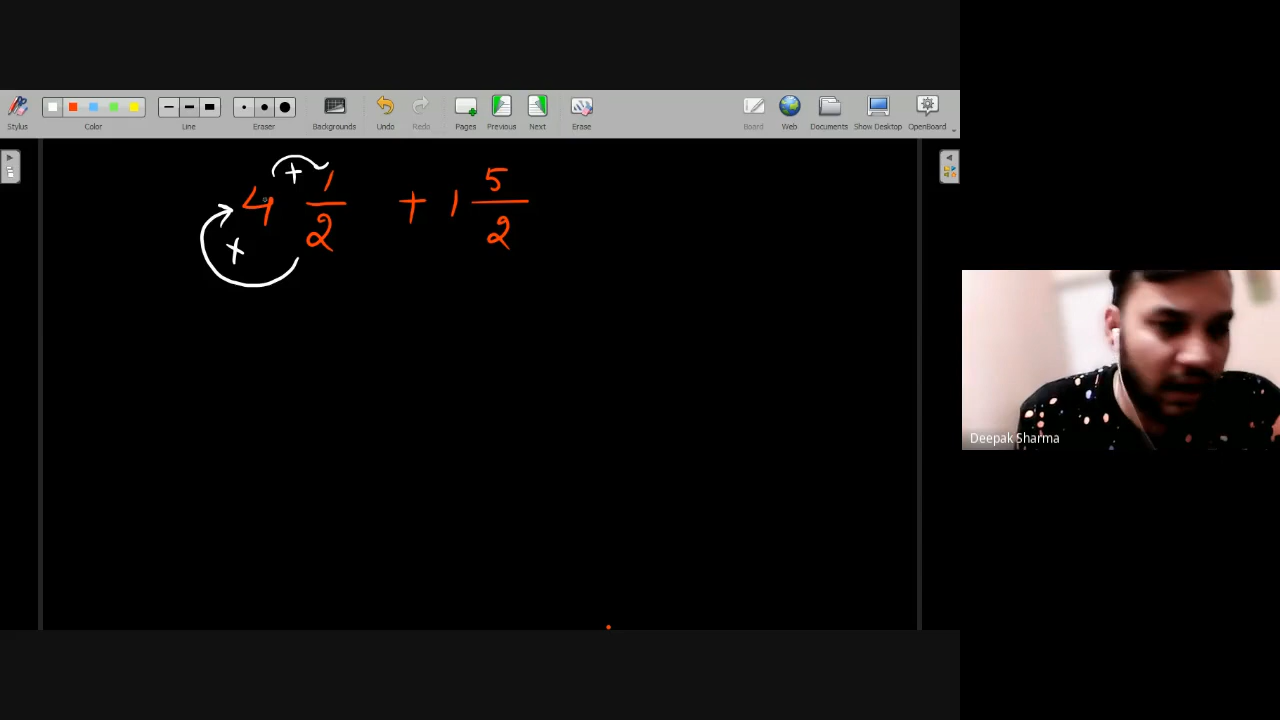 Stylus Color Line Eraser Backgrounds Undo Redo Pages Previous Next Erase Board Web Documents Show Desktop OpenBoard
4 1/2 + 1 5/2
+
×
Deepak Sharma